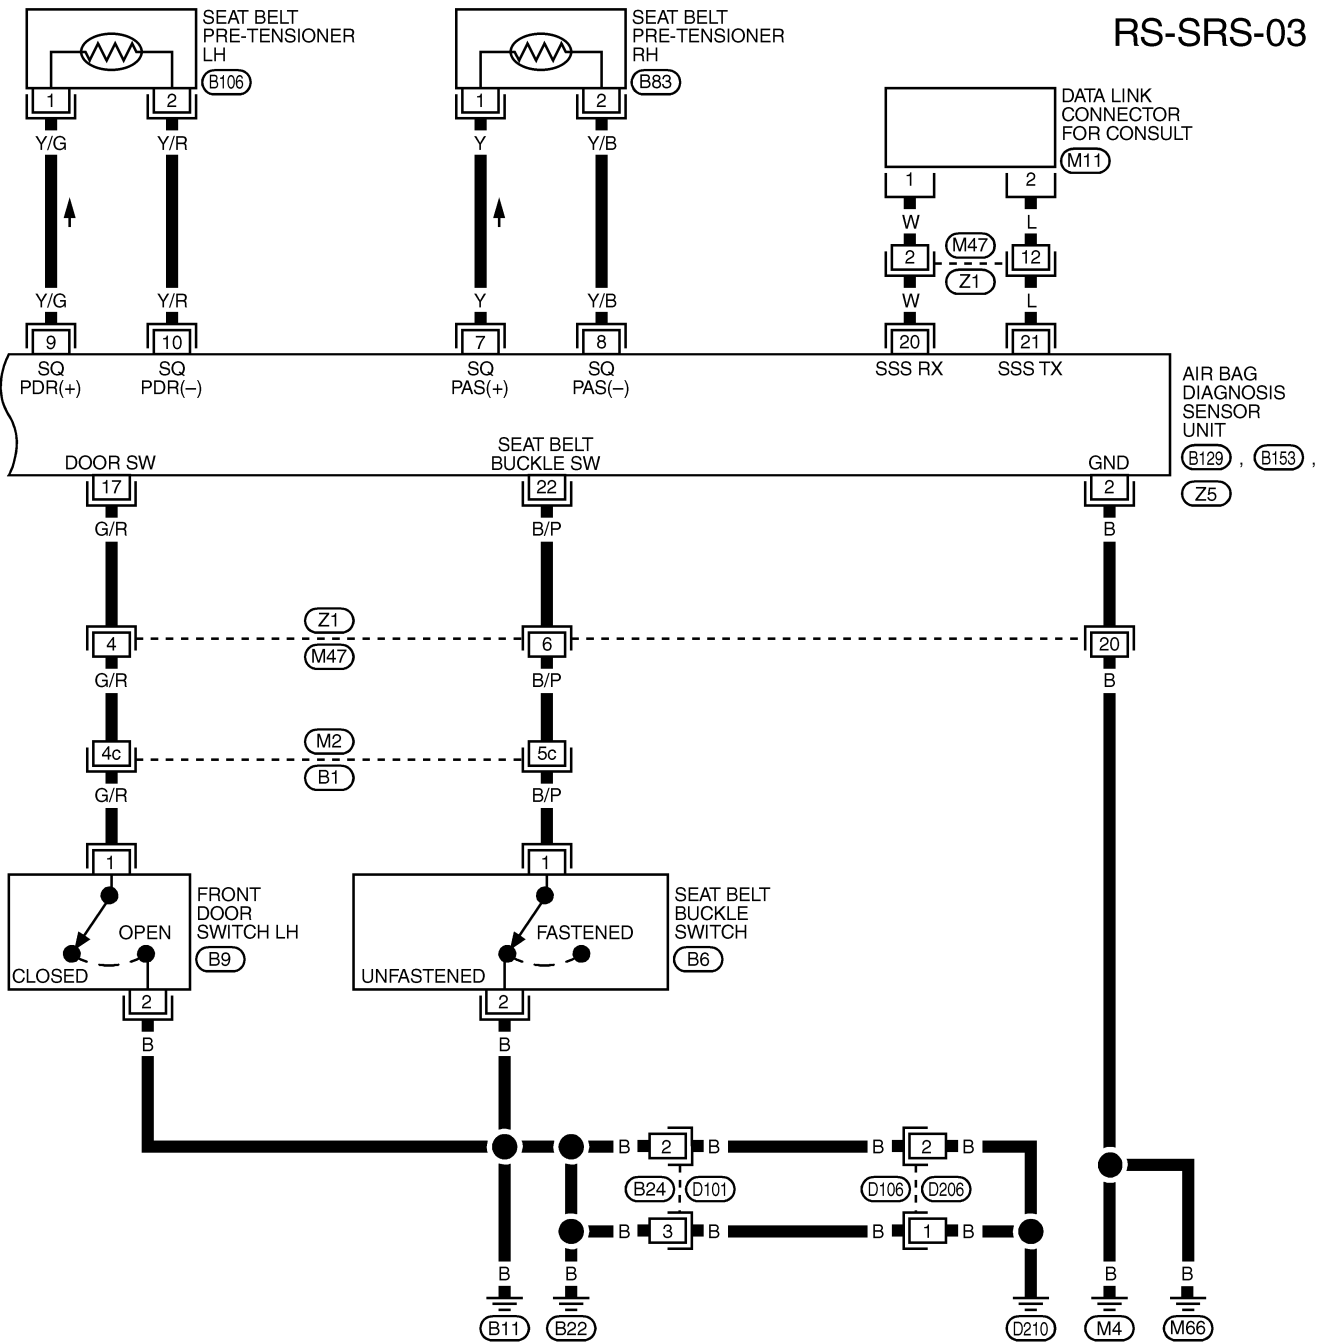 RS-SRS-03
SEAT BELT
PRE-TENSIONER
LH
B106
SEAT BELT
PRE-TENSIONER
RH
B83
DATA LINK
CONNECTOR
FOR CONSULT
M11
1 2 1 2
Y/G Y/R Y Y/B
1 2
W L
2 M47 12
Z1
Y/G Y/R Y Y/B W L
9 10 7 8 20 21
SQ PDR(+)
SQ PDR(–)
SQ PAS(+)
SQ PAS(–)
SSS RX SSS TX
AIR BAG
DIAGNOSIS
SENSOR
UNIT
B129 , B153 ,
Z5
DOOR SW
SEAT BELT
BUCKLE SW
GND
17 22 2
G/R B/P B
Z1
4 6 20
M47
G/R B/P B
M2
4c 5c
B1
G/R B/P
1 1
FRONT
DOOR
SWITCH LH
B9
OPEN
CLOSED
SEAT BELT
BUCKLE
SWITCH
B6
FASTENED
UNFASTENED
2 2
B B
B 2 B B 2 B
B24 D101 D106 D206
B 3 B B 1 B
B B B B
B11 B22 D210 M4 M66